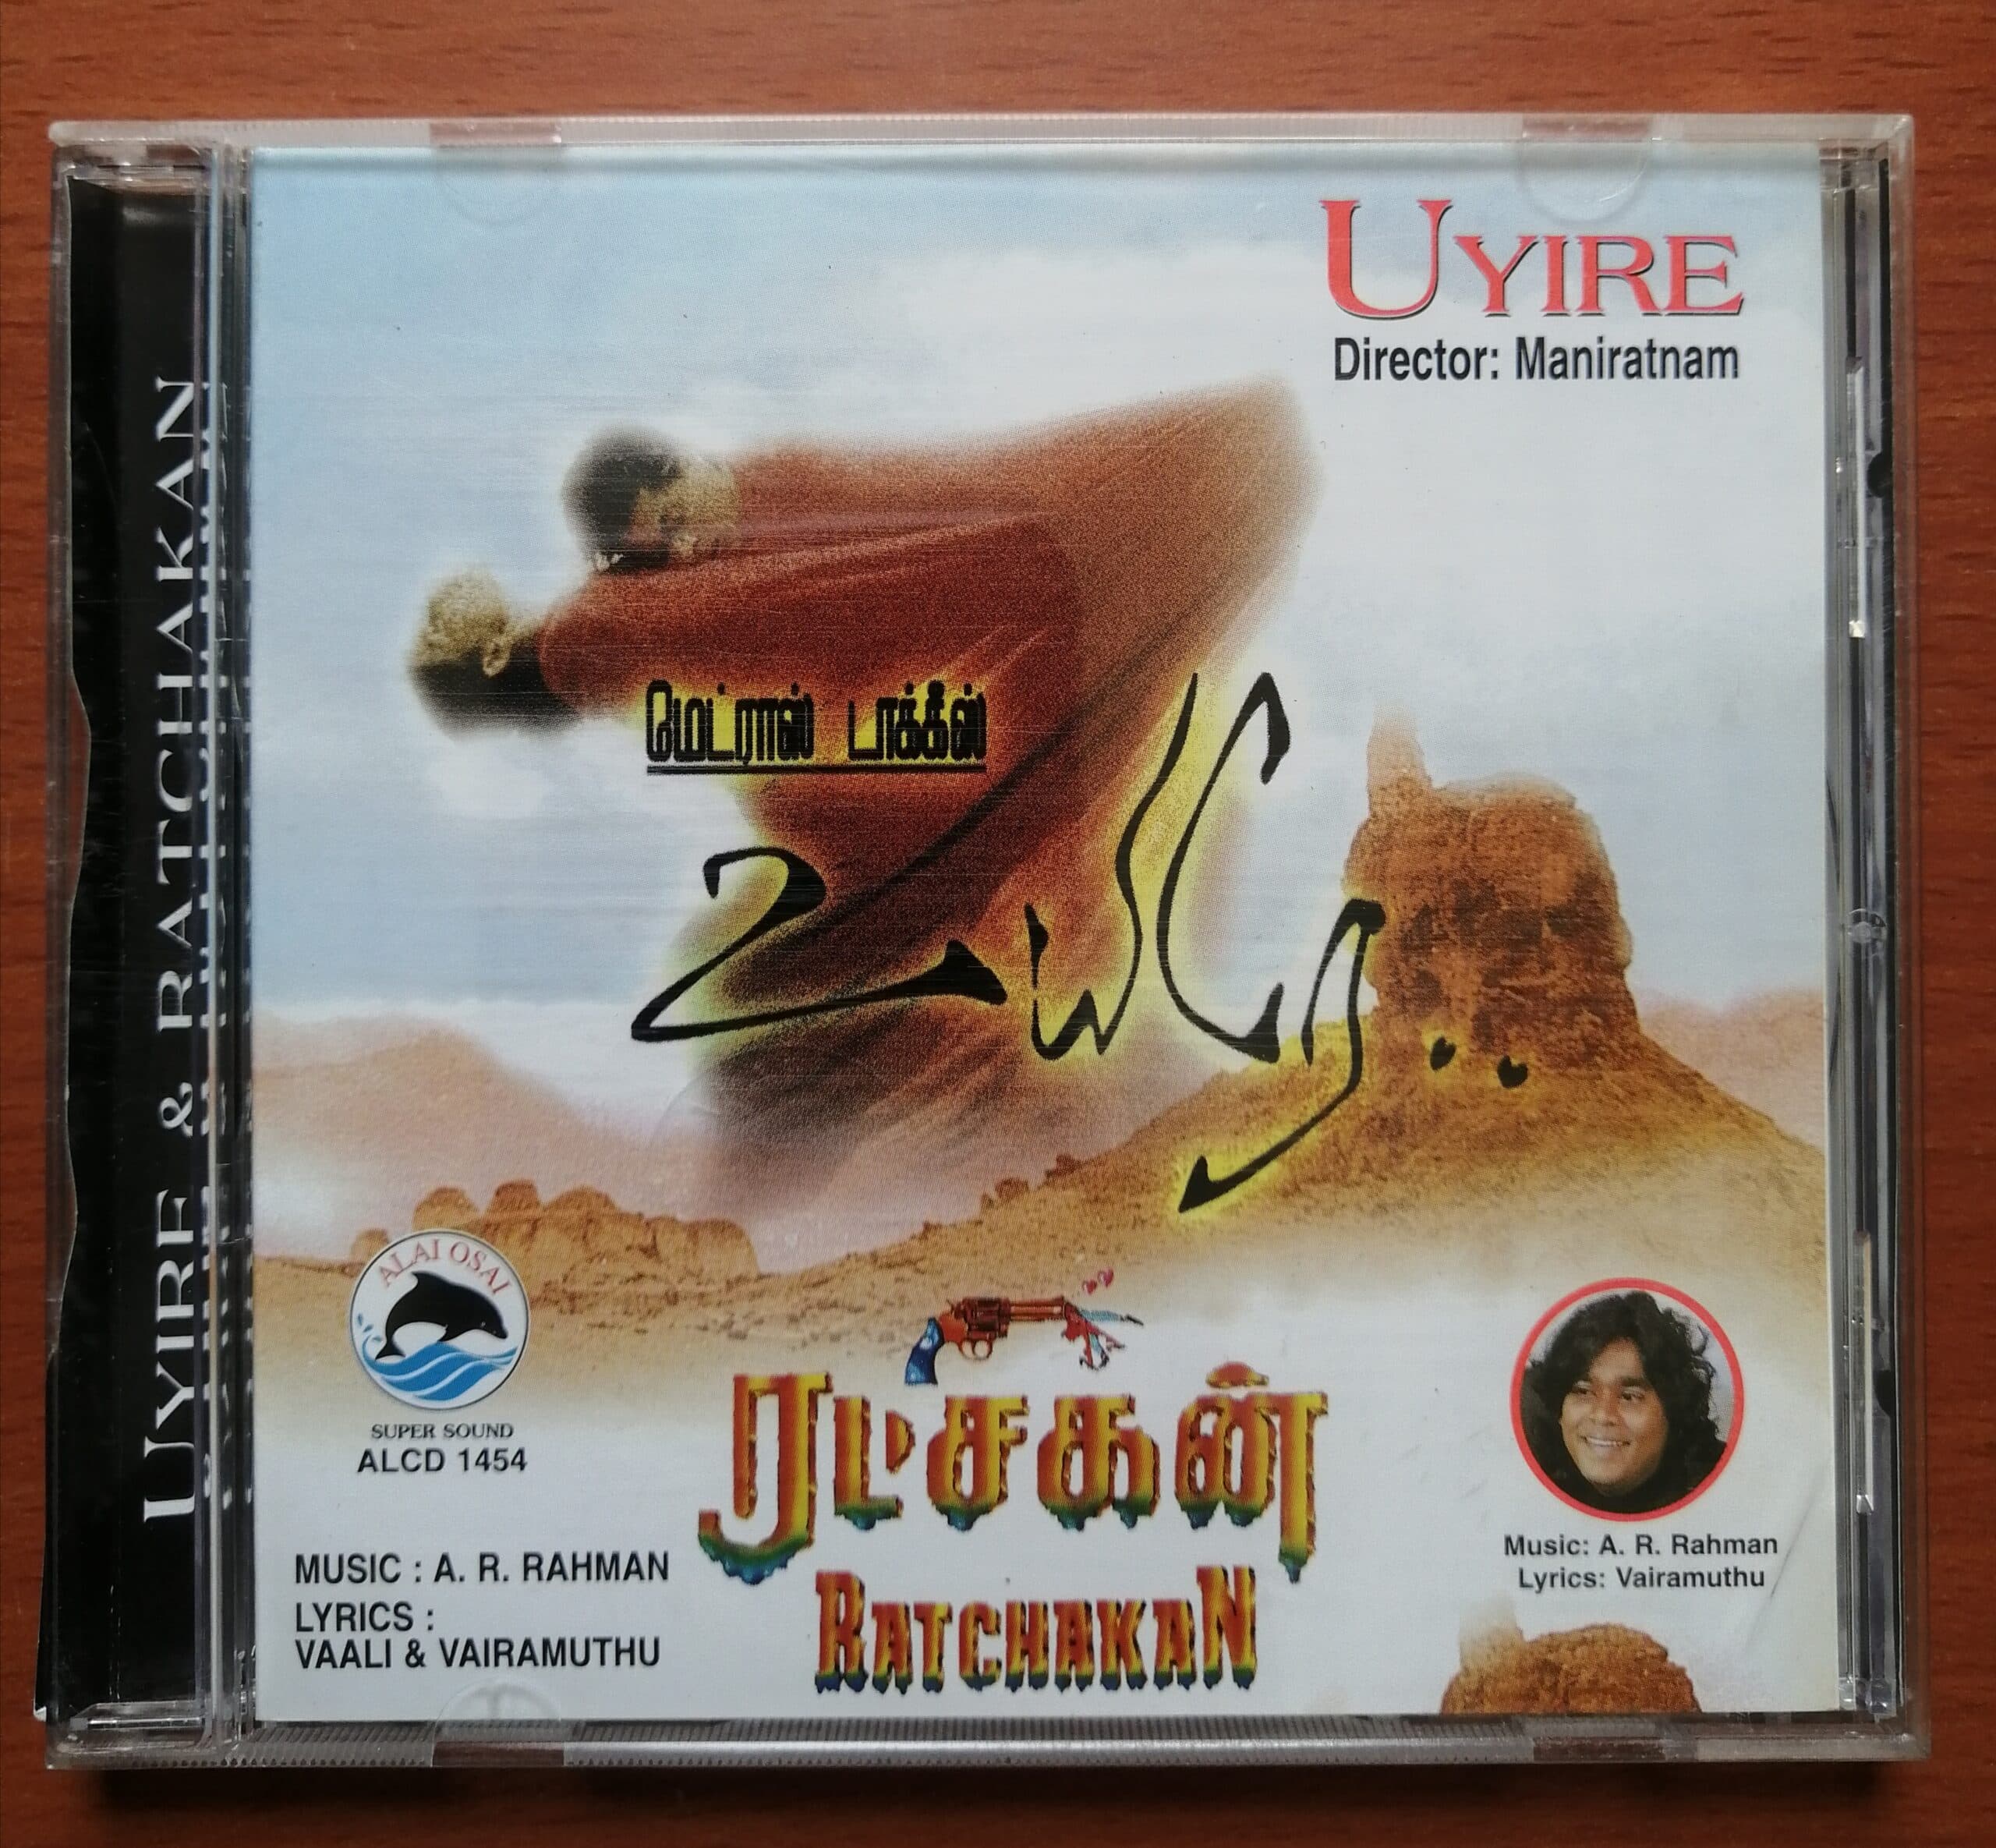 UYIRE & RATCHAKAN
UYIRE
Director: Maniratnam
மெட்ராஸ் டாக்கீஸ்
உயிரே..
ALAI OSAI
SUPER SOUND
ALCD 1454
MUSIC : A. R. RAHMAN
LYRICS :
VAALI & VAIRAMUTHU
ரட்சகன்
RATCHAKAN
Music: A. R. Rahman
Lyrics: Vairamuthu